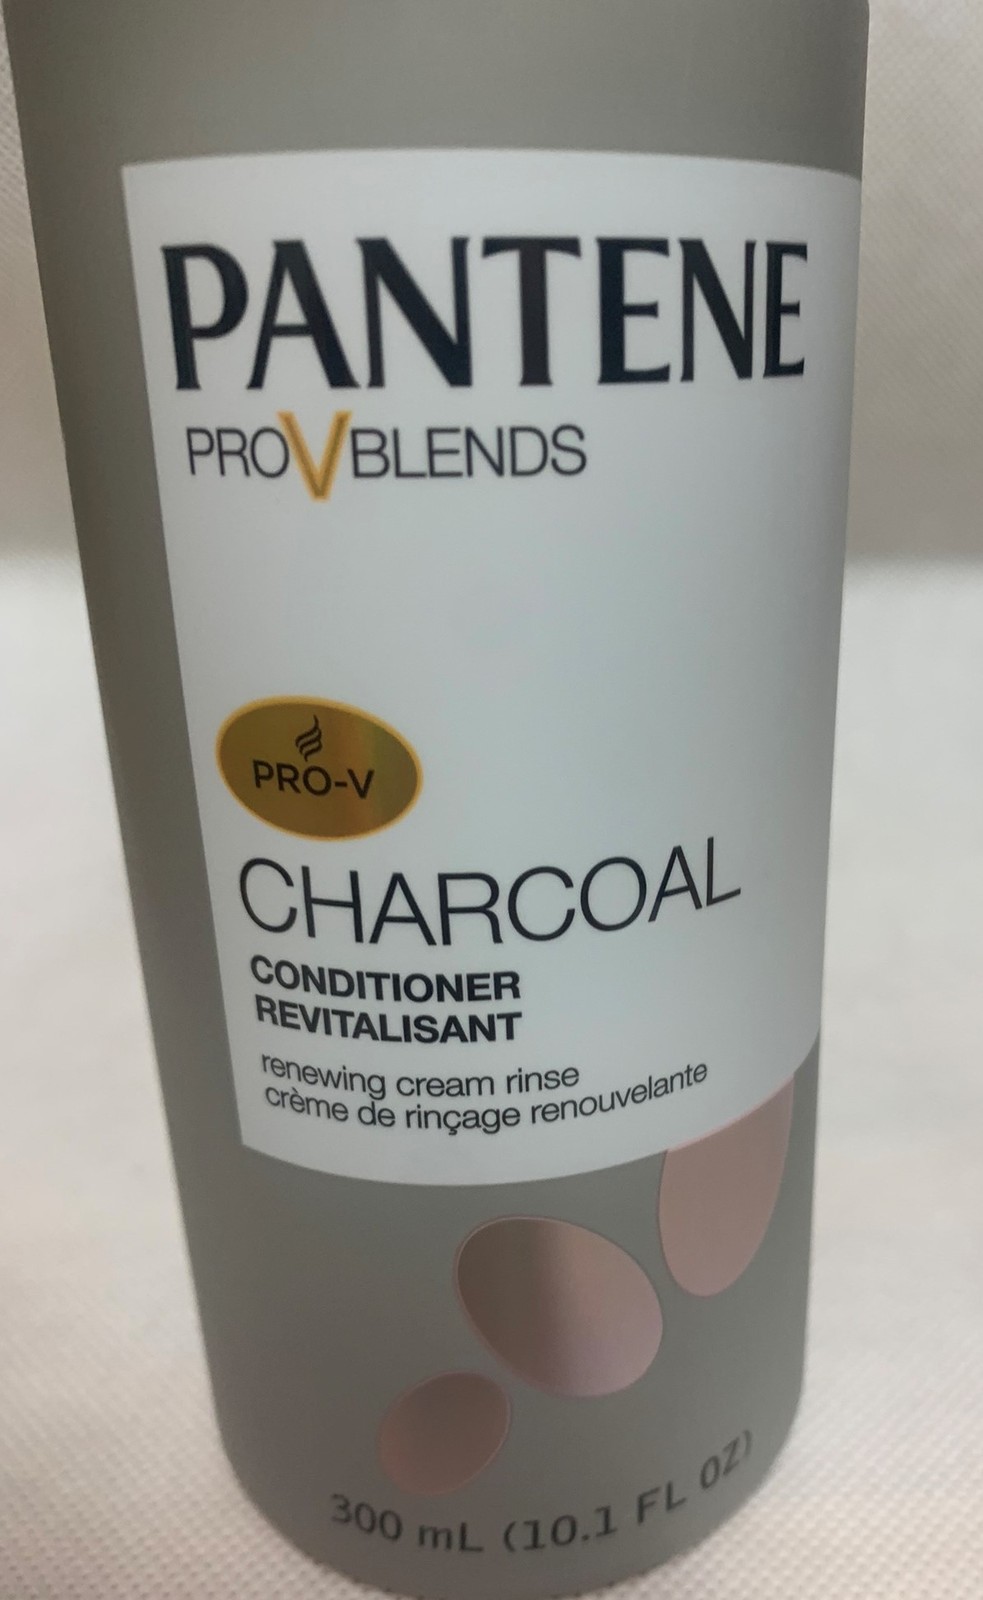 PANTENE
PROVBLENDS
PRO-V
CHARCOAL
CONDITIONER
REVITALISANT
renewing cream rinse
crème de rinçage renouvelante
300 mL (10.1 FL OZ)